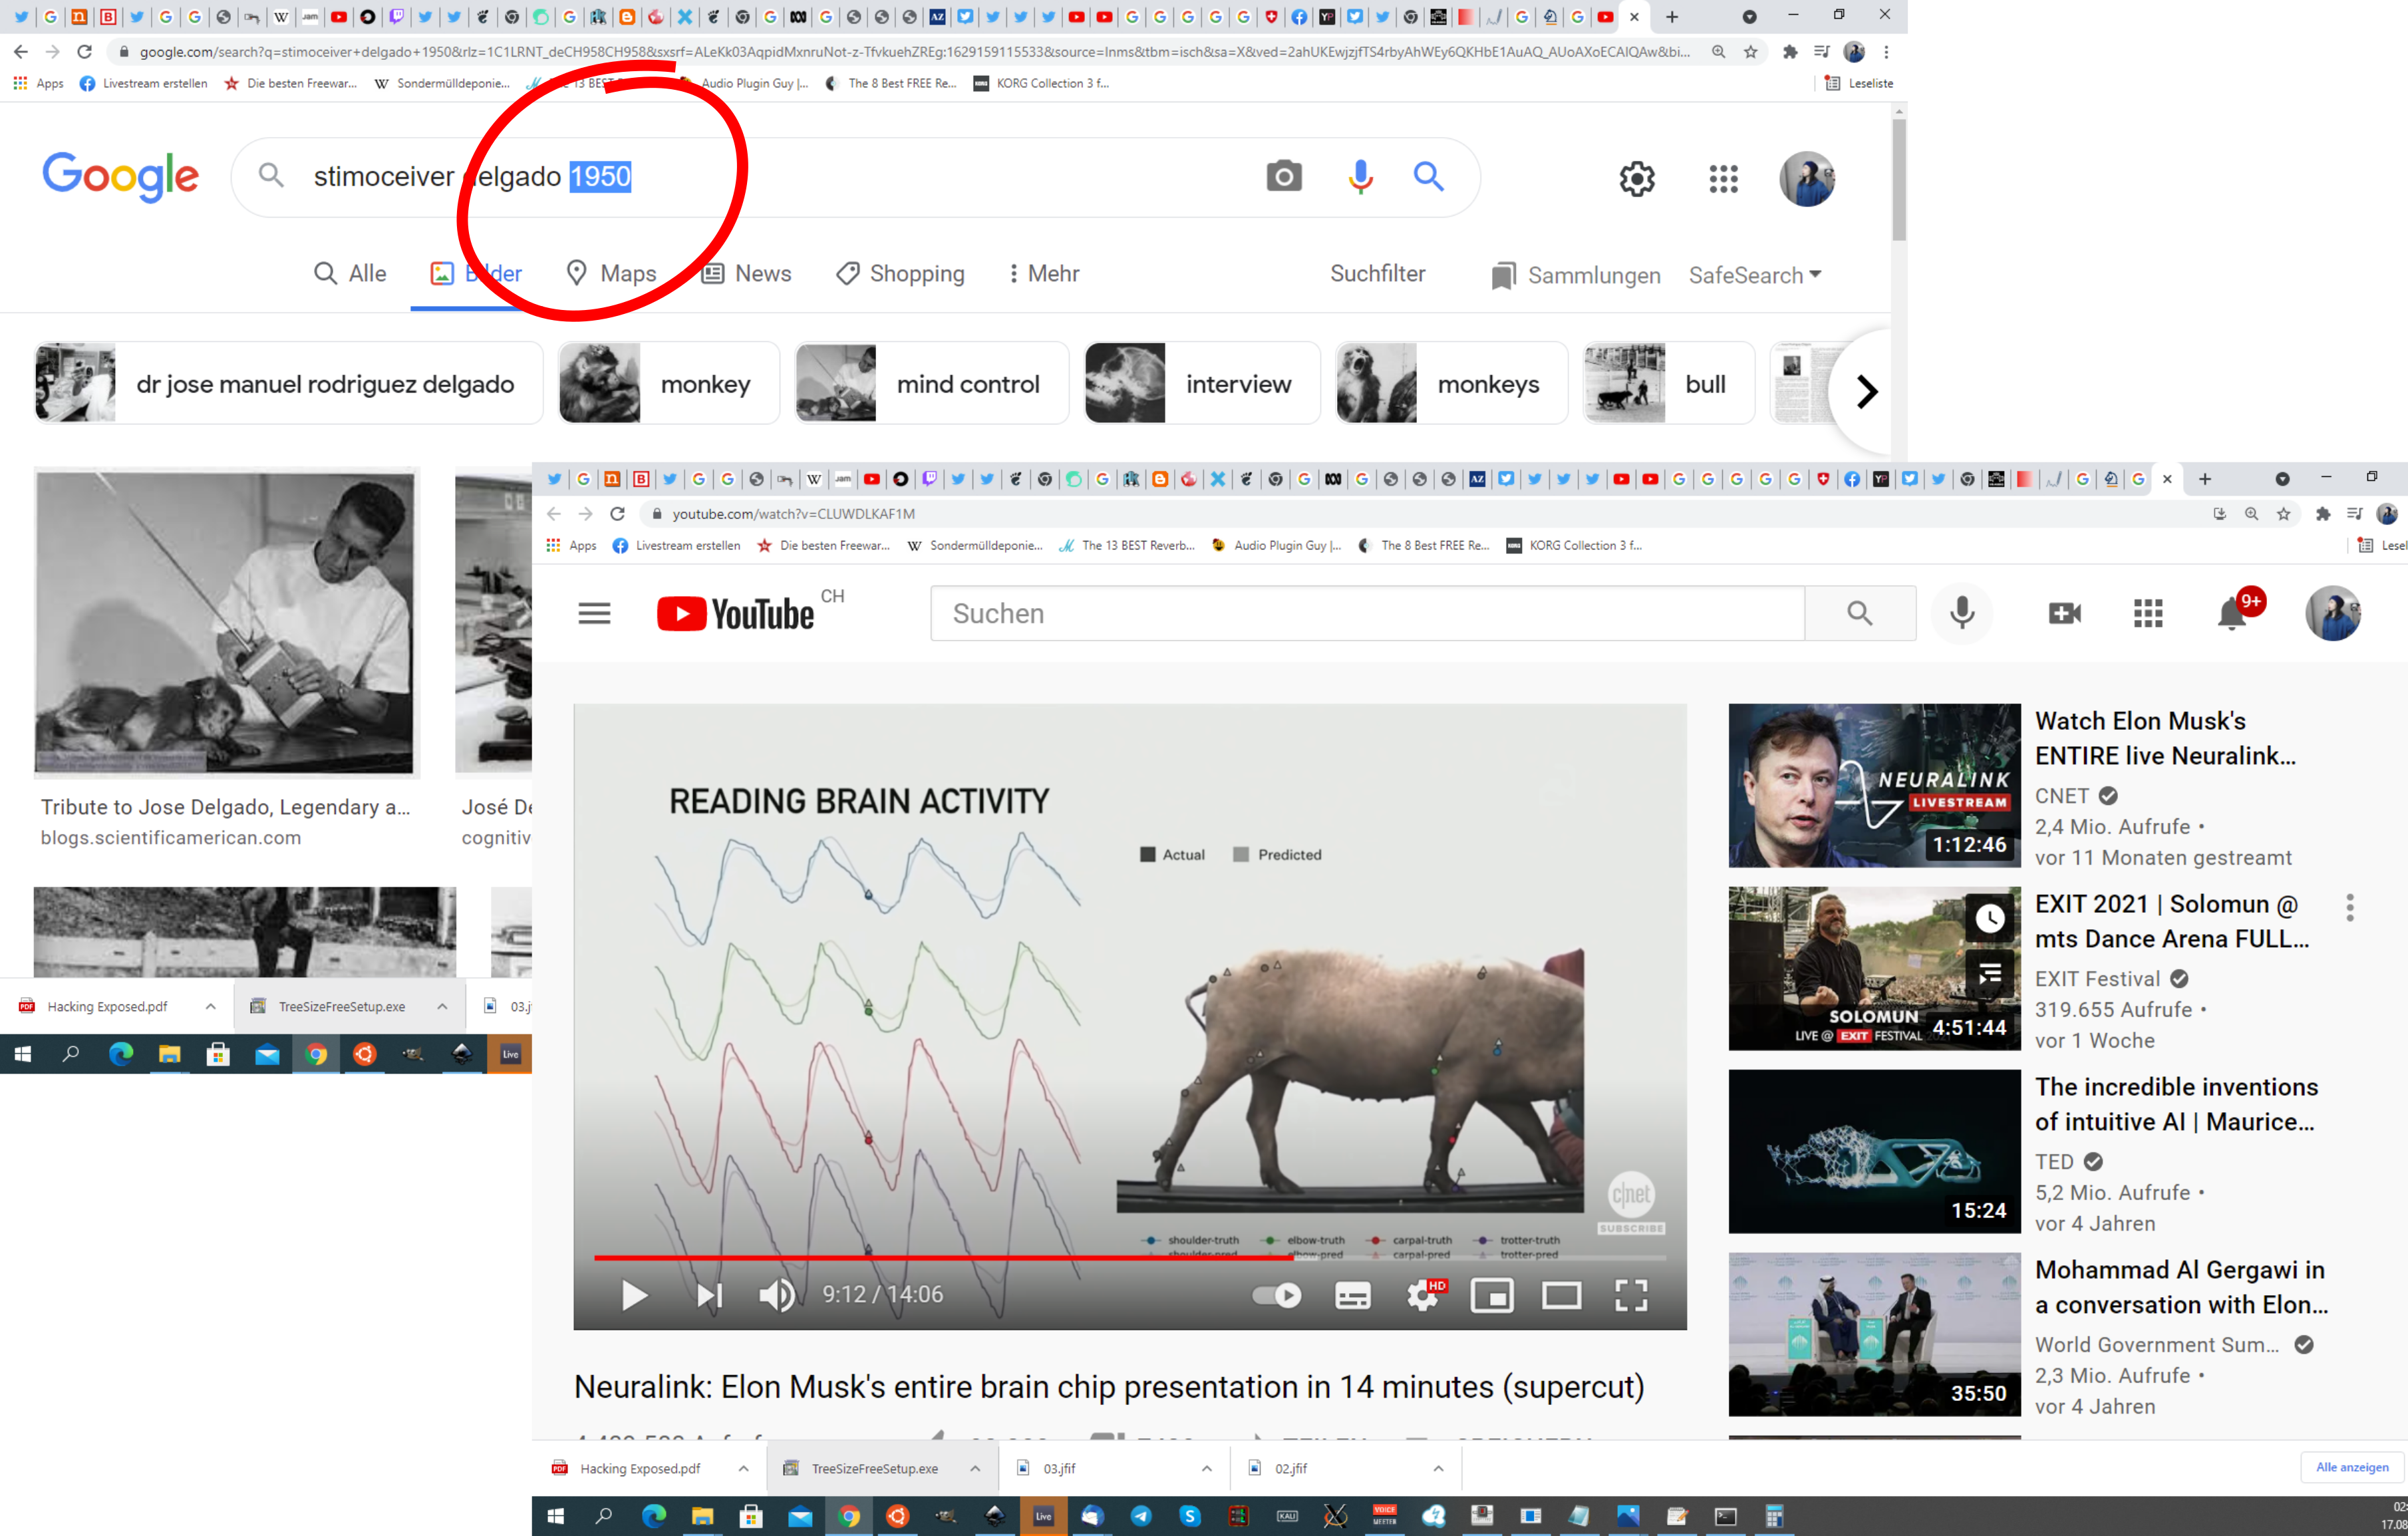 google.com/search?q=stimoceiver+delgado+1950&rlz=1C1LRNT_deCH958CH958&sxsrf=ALeKk03AqpidMxnruNot-z-TfvkuehZREg:1629159115533&source=lnms&tbm=isch&sa=X&ved=2ahUKEwjzjfTS4rbyAhWEy6QKHbE1AuAQ_AUoAXoECAIQAw&bi...
Apps Livestream erstellen Die besten Freewar... Sondermülldeponie... 13 BEST Audio Plugin Guy |... The 8 Best FREE Re... KORG Collection 3 f... Leseliste
Google stimoceiver delgado 1950
Alle Bilder Maps News Shopping Mehr Suchfilter Sammlungen SafeSearch
dr jose manuel rodriguez delgado monkey mind control interview monkeys bull
Tribute to Jose Delgado, Legendary a...
blogs.scientificamerican.com
José De
cognitiv
Hacking Exposed.pdf TreeSizeFreeSetup.exe 03.j
Live
youtube.com/watch?v=CLUWDLKAF1M
Apps Livestream erstellen Die besten Freewar... Sondermülldeponie... The 13 BEST Reverb... Audio Plugin Guy |... The 8 Best FREE Re... KORG Collection 3 f... Lesel
YouTube CH Suchen 9+
READING BRAIN ACTIVITY
Actual Predicted
c|net
SUBSCRIBE
shoulder-truth elbow-truth carpal-truth trotter-truth
shoulder-pred elbow-pred carpal-pred trotter-pred
9:12 / 14:06 HD
Neuralink: Elon Musk's entire brain chip presentation in 14 minutes (supercut)
NEURALINK
LIVESTREAM
1:12:46
Watch Elon Musk's
ENTIRE live Neuralink...
CNET
2,4 Mio. Aufrufe •
vor 11 Monaten gestreamt
SOLOMUN
LIVE @ EXIT FESTIVAL 2021
4:51:44
EXIT 2021 | Solomun @
mts Dance Arena FULL...
EXIT Festival
319.655 Aufrufe •
vor 1 Woche
15:24
The incredible inventions
of intuitive AI | Maurice...
TED
5,2 Mio. Aufrufe •
vor 4 Jahren
35:50
Mohammad Al Gergawi in
a conversation with Elon...
World Government Sum...
2,3 Mio. Aufrufe •
vor 4 Jahren
Hacking Exposed.pdf TreeSizeFreeSetup.exe 03.jfif 02.jfif Alle anzeigen
Live KALI VOICE MEETER
02:
17.08